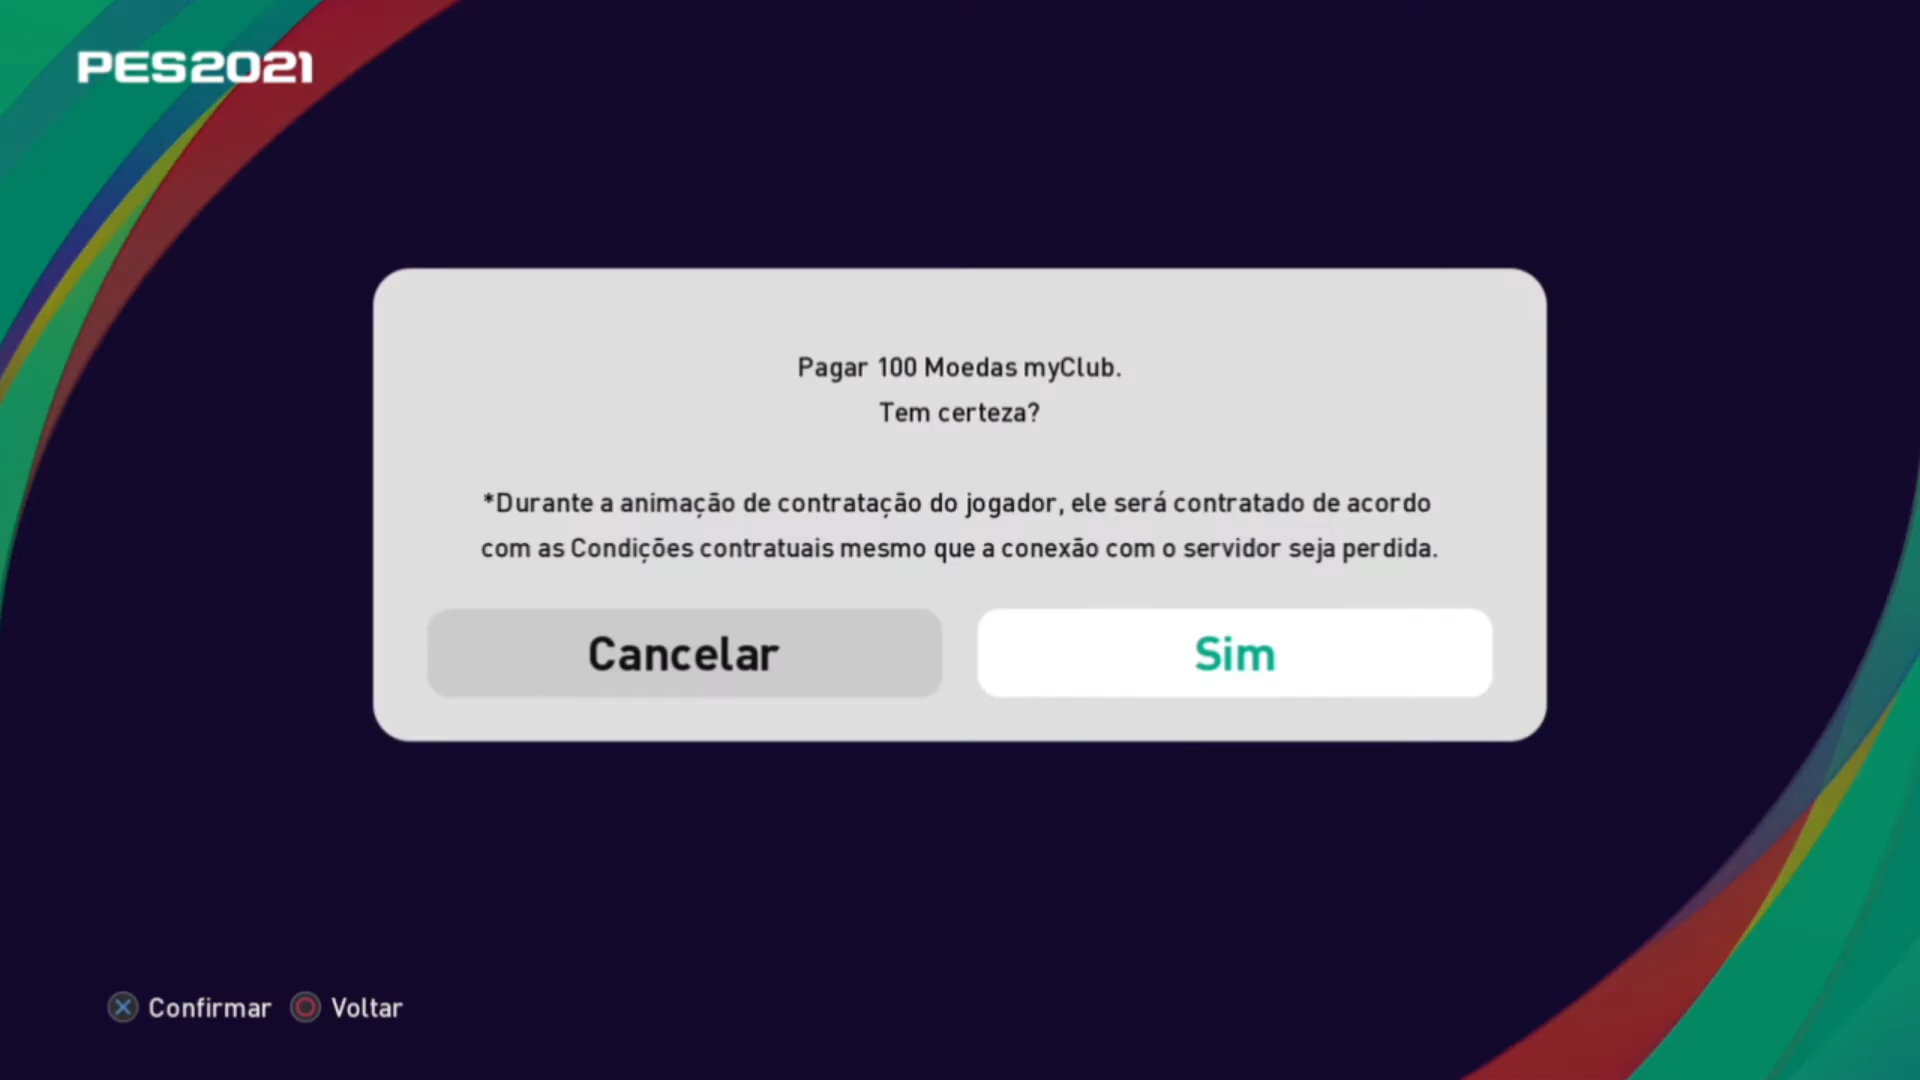 PES2021
Pagar 100 Moedas myClub.
Tem certeza?
*Durante a animação de contratação do jogador, ele será contratado de acordo
com as Condições contratuais mesmo que a conexão com o servidor seja perdida.
Cancelar
Sim
Confirmar
Voltar